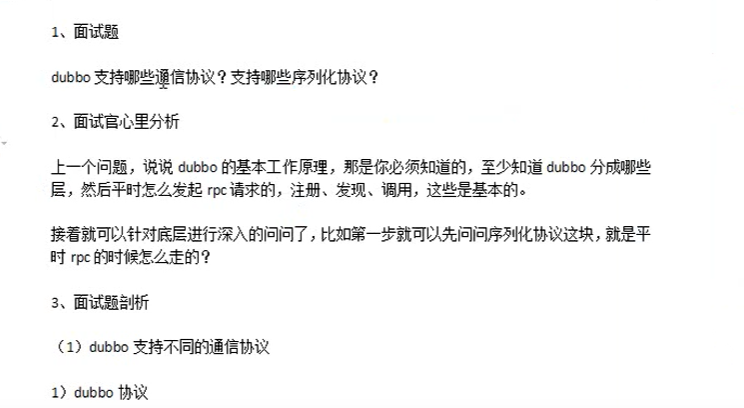 1、面试题
dubbo 支持哪些通信协议？支持哪些序列化协议？
2、面试官心里分析
上一个问题，说说 dubbo 的基本工作原理，那是你必须知道的，至少知道 dubbo 分成哪些
层，然后平时怎么发起 rpc 请求的，注册、发现、调用，这些是基本的。
接着就可以针对底层进行深入的问问了，比如第一步就可以先问问序列化协议这块，就是平
时 rpc 的时候怎么走的？
3、面试题剖析
（1）dubbo 支持不同的通信协议
1）dubbo 协议